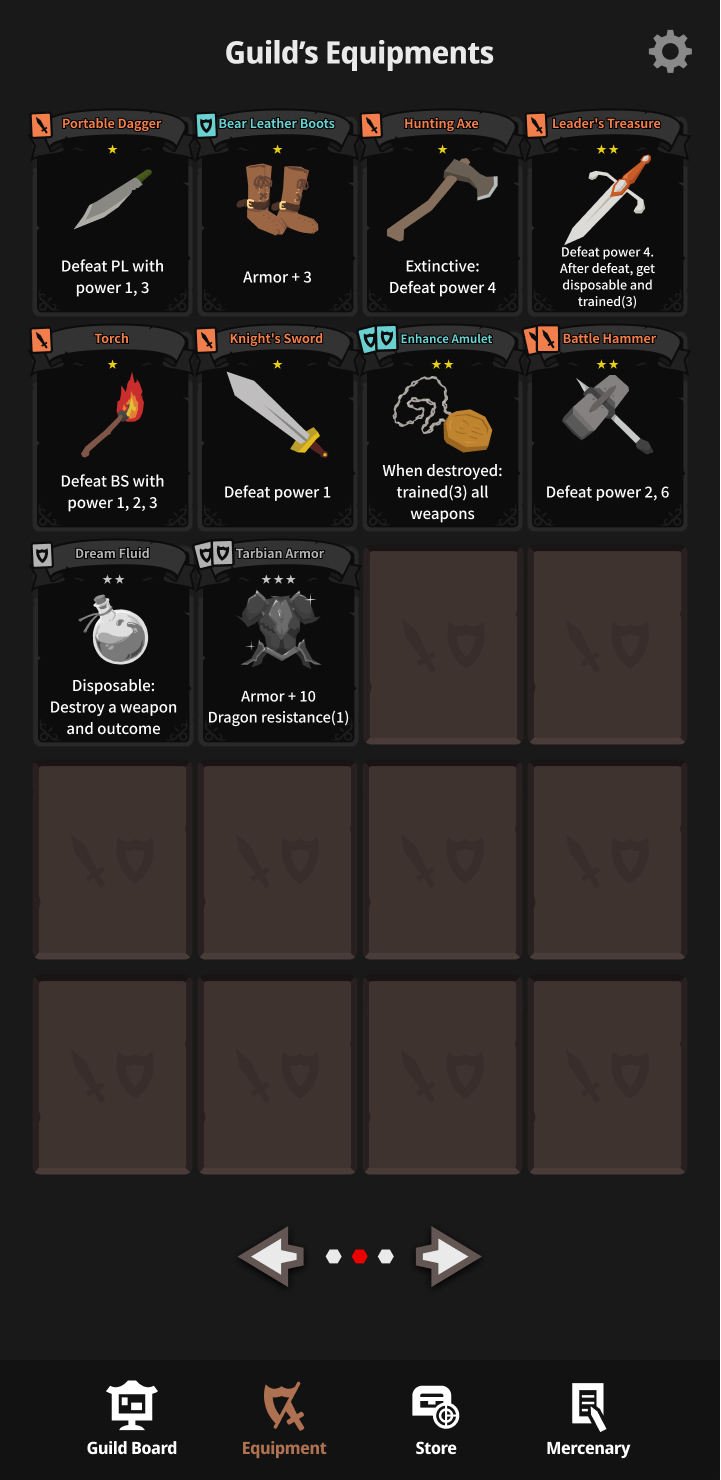 Guild's Equipments
Portable Dagger
Defeat PL with
power 1, 3
Bear Leather Boots
Armor + 3
Hunting Axe
Extinctive:
Defeat power 4
Leader's Treasure
Defeat power 4.
After defeat, get
disposable and
trained(3)
Torch
Defeat BS with
power 1, 2, 3
Knight's Sword
Defeat power 1
Enhance Amulet
When destroyed:
trained(3) all
weapons
Battle Hammer
Defeat power 2, 6
Dream Fluid
Disposable:
Destroy a weapon
and outcome
Tarbian Armor
Armor + 10
Dragon resistance(1)
Guild Board
Equipment
Store
Mercenary